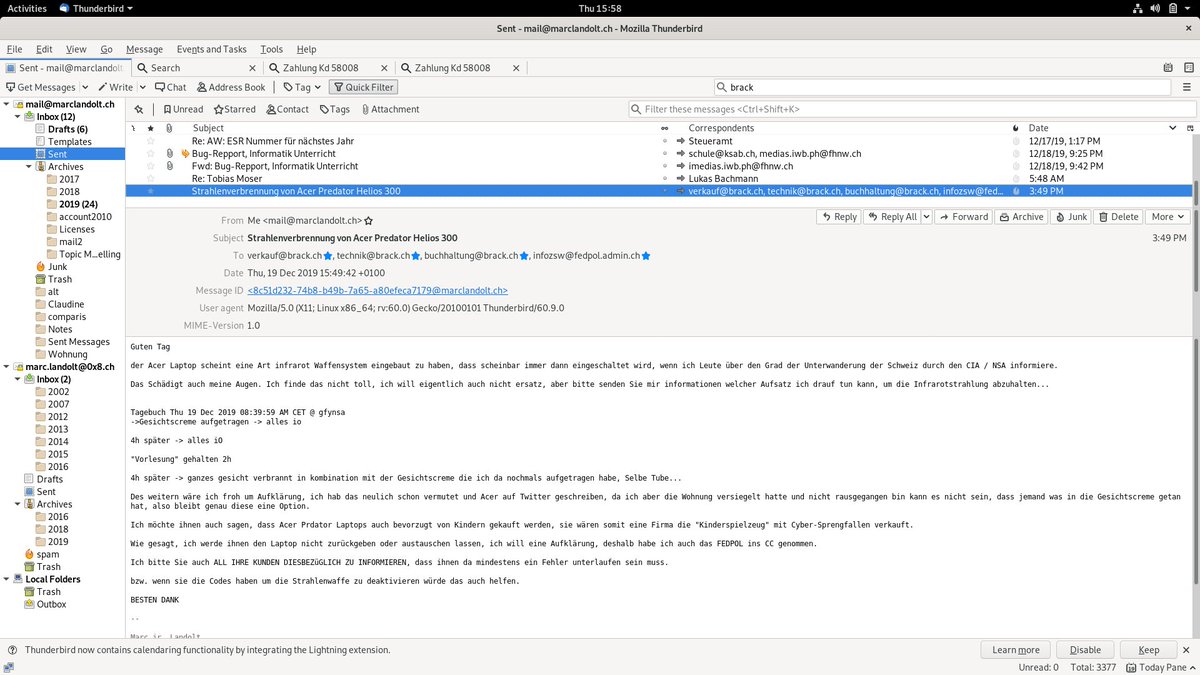 Activities Thunderbird Thu 15:58
Sent - mail@marclandolt.ch - Mozilla Thunderbird
File Edit View Go Message Events and Tasks Tools Help
Sent - mail@marclandolt Search Zahlung Kd 58008 Zahlung Kd 58008
Get Messages Write Chat Address Book Tag Quick Filter brack
Unread Starred Contact Tags Attachment Filter these messages <Ctrl+Shift+K>
Subject Correspondents Date
Re: AW: ESR Nummer für nächstes Jahr Steueramt 12/17/19, 1:17 PM
Bug-Repport, Informatik Unterricht schule@ksab.ch, medias.iwb.ph@fhnw.ch 12/18/19, 9:25 PM
Fwd: Bug-Repport, Informatik Unterricht imedias.iwb.ph@fhnw.ch 12/18/19, 9:42 PM
Re: Tobias Moser Lukas Bachmann 5:48 AM
Strahlenverbrennung von Acer Predator Helios 300 verkauf@brack.ch, technik@brack.ch, buchhaltung@brack.ch, infozsw@fed... 3:49 PM
mail@marclandolt.ch
Inbox (12)
Drafts (6)
Templates
Sent
Archives
2017
2018
2019 (24)
account2010
Licenses
mail2
Topic M...elling
Junk
Trash
alt
Claudine
comparis
Notes
Sent Messages
Wohnung
marc.landolt@0x8.ch
Inbox (2)
2002
2007
2012
2013
2014
2015
2016
Drafts
Sent
Archives
2016
2018
2019
spam
Trash
Local Folders
Trash
Outbox
Reply Reply All Forward Archive Junk Delete More
From Me <mail@marclandolt.ch>
Subject Strahlenverbrennung von Acer Predator Helios 300 3:49 PM
To verkauf@brack.ch, technik@brack.ch, buchhaltung@brack.ch, infozsw@fedpol.admin.ch
Date Thu, 19 Dec 2019 15:49:42 +0100
Message ID <8c51d232-74b8-b49b-7a65-a80efeca7179@marclandolt.ch>
User agent Mozilla/5.0 (X11; Linux x86_64; rv:60.0) Gecko/20100101 Thunderbird/60.9.0
MIME-Version 1.0
Guten Tag
der Acer Laptop scheint eine Art infrarot Waffensystem eingebaut zu haben, dass scheinbar immer dann eingeschaltet wird, wenn ich Leute über den Grad der Unterwanderung der Schweiz durch den CIA / NSA informiere.
Das Schädigt auch meine Augen. Ich finde das nicht toll, ich will eigentlich auch nicht ersatz, aber bitte senden Sie mir informationen welcher Aufsatz ich drauf tun kann, um die Infrarotstrahlung abzuhalten...
Tagebuch Thu 19 Dec 2019 08:39:59 AM CET @ gfynsa
->Gesichtscreme aufgetragen -> alles io
4h später -> alles iO
"Vorlesung" gehalten 2h
4h später -> ganzes gesicht verbrannt in kombination mit der Gesichtscreme die ich da nochmals aufgetragen habe, Selbe Tube...
Des weitern wäre ich froh um Aufklärung, ich hab das neulich schon vermutet und Acer auf Twitter geschreiben, da ich aber die Wohnung versiegelt hatte und nicht rausgegangen bin kann es nicht sein, dass jemand was in die Gesichtscreme getan
hat, also bleibt genau diese eine Option.
Ich möchte ihnen auch sagen, dass Acer Prdator Laptops auch bevorzugt von Kindern gekauft werden, sie wären somit eine Firma die "Kinderspielzeug" mit Cyber-Sprengfallen verkauft.
Wie gesagt, ich werde ihnen den Laptop nicht zurückgeben oder austauschen lassen, ich will eine Aufklärung, deshalb habe ich auch das FEDPOL ins CC genommen.
Ich bitte Sie auch ALL IHRE KUNDEN DIESBEZüGLICH ZU INFORMIEREN, dass ihnen da mindestens ein Fehler unterlaufen sein muss.
bzw. wenn sie die Codes haben um die Strahlenwaffe zu deaktivieren würde das auch helfen.
BESTEN DANK
--
Marc jr. Landolt
Thunderbird now contains calendaring functionality by integrating the Lightning extension. Learn more Disable Keep
Unread: 0 Total: 3377 Today Pane